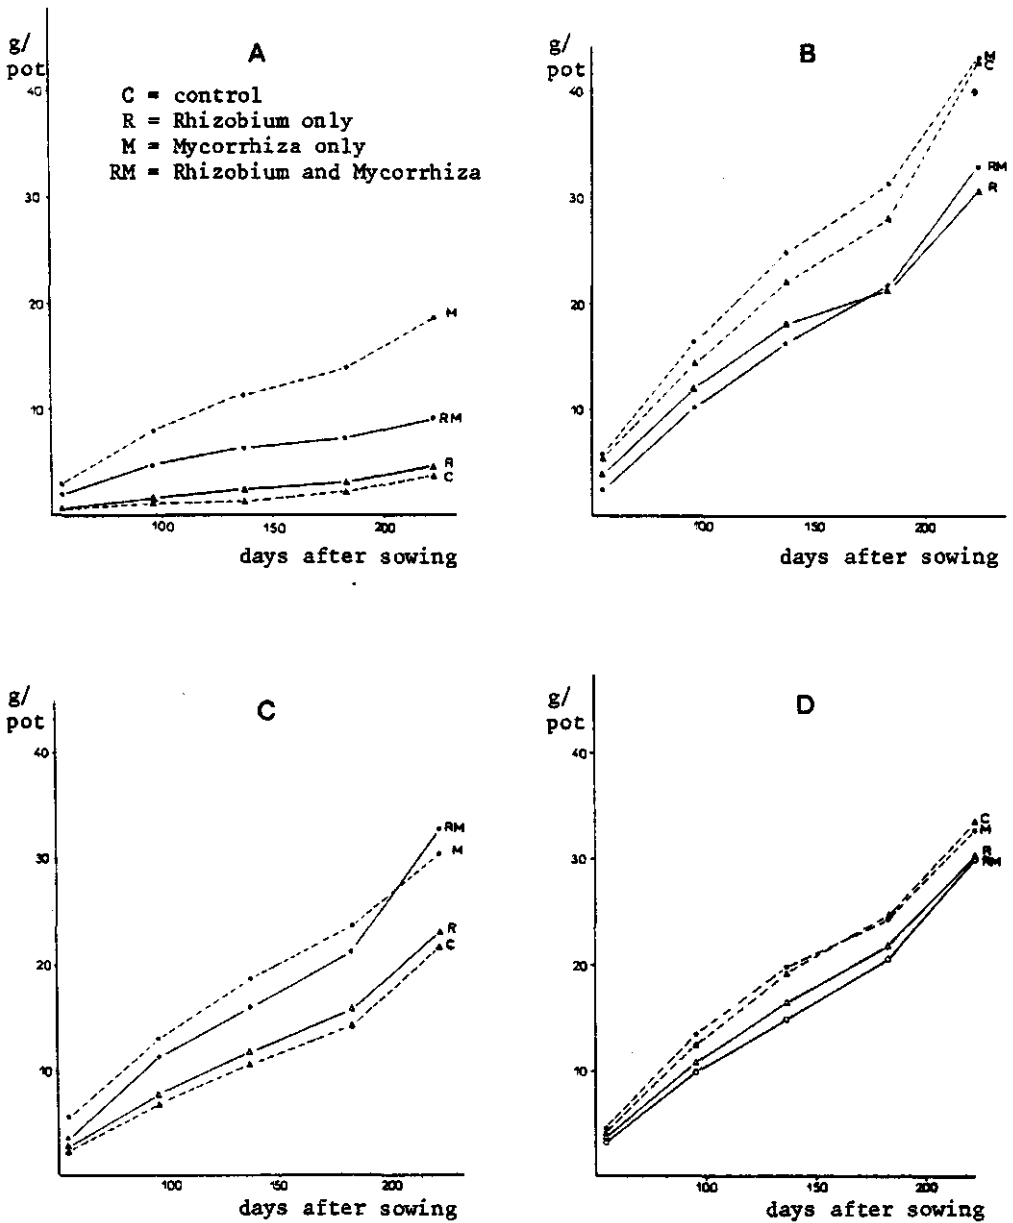 A
g/
pot
40
C = control
R = Rhizobium only
M = Mycorrhiza only
RM = Rhizobium and Mycorrhiza
30
20
10
M
RM
R
C
100 150 200
days after sowing
B
g/
pot
40
30
20
10
M
C
RM
R
100 150 200
days after sowing
C
g/
pot
40
30
20
10
RM
M
R
C
100 150 200
days after sowing
D
g/
pot
40
30
20
10
C
M
R
RM
100 150 200
days after sowing